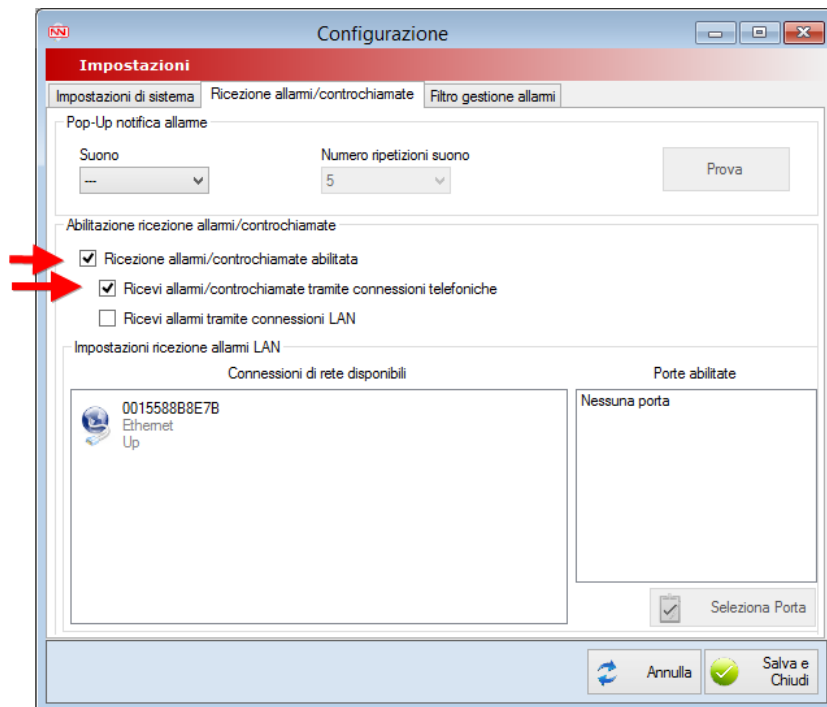 Configurazione
Impostazioni
Impostazioni di sistema
Ricezione allarmi/controchiamate
Filtro gestione allarmi
Pop-Up notifica allarme
Suono
Numero ripetizioni suono
---
5
Prova
Abilitazione ricezione allarmi/controchiamate
Ricezione allarmi/controchiamate abilitata
Ricevi allarmi/controchiamate tramite connessioni telefoniche
Ricevi allarmi tramite connessioni LAN
Impostazioni ricezione allarmi LAN
Connessioni di rete disponibili
Porte abilitate
0015588B8E7B
Ethernet
Up
Nessuna porta
Seleziona Porta
Annulla
Salva e
Chiudi